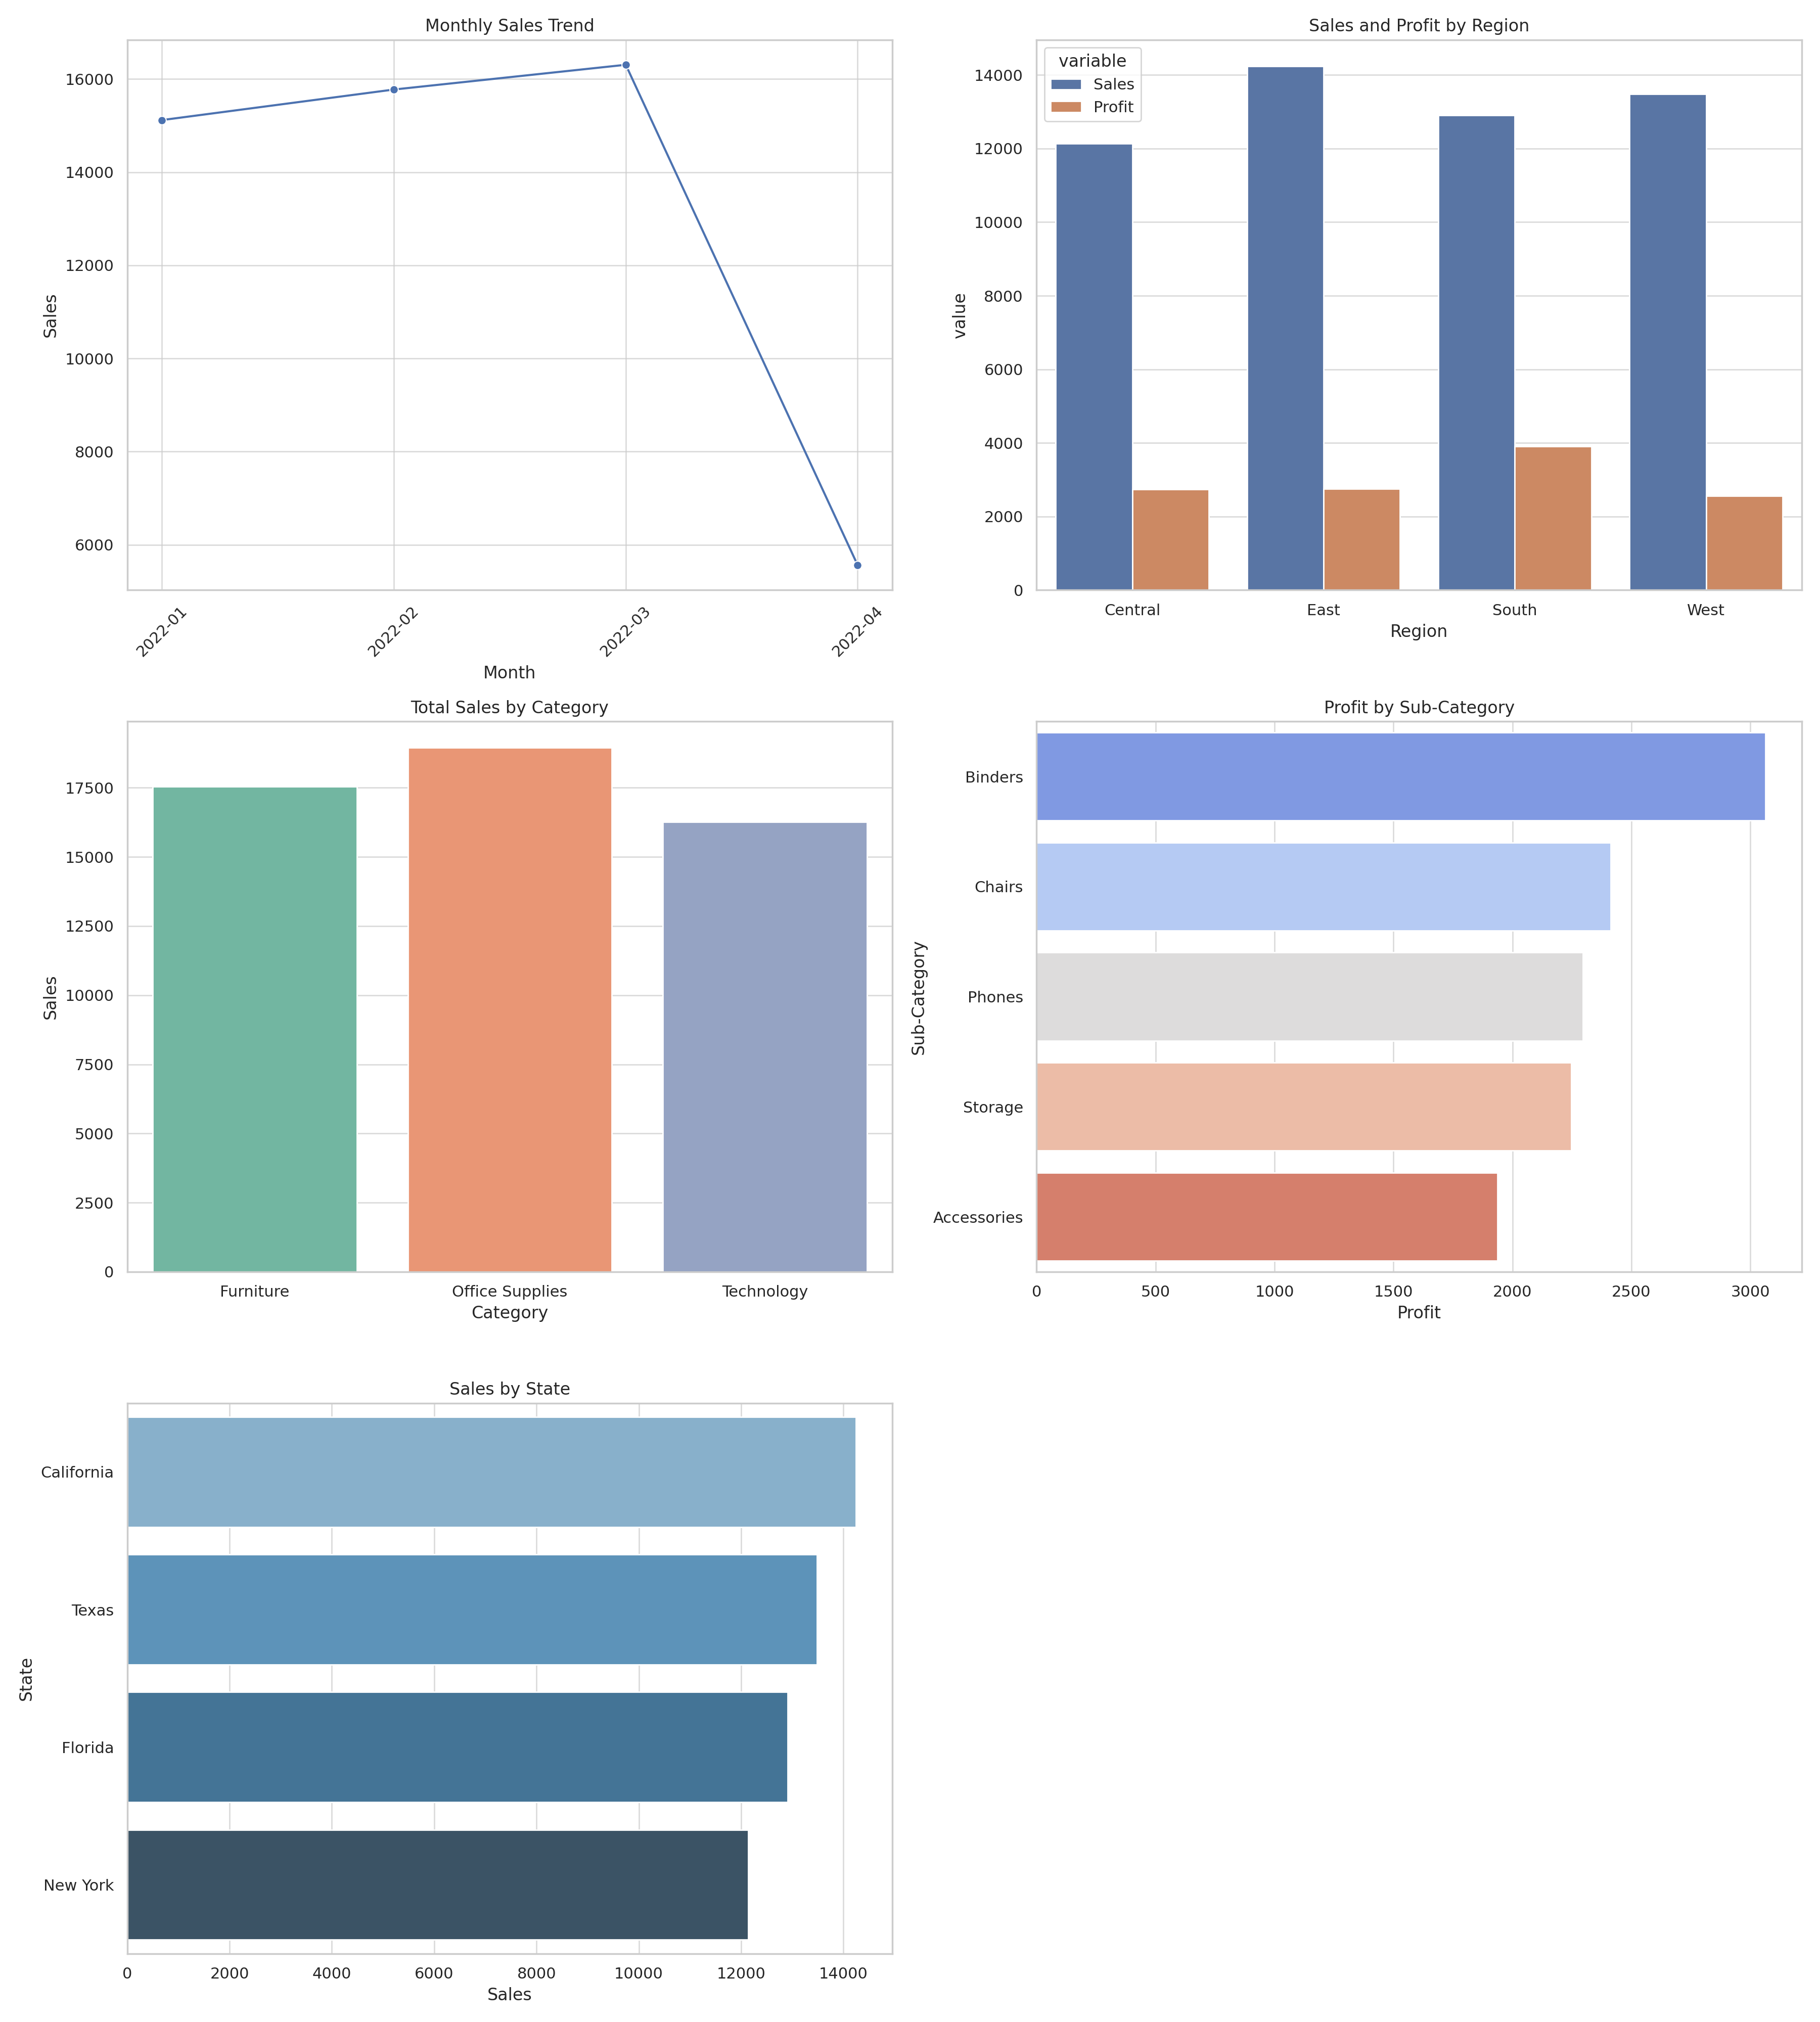 Monthly Sales Trend
16000
14000
12000
10000
8000
6000
Sales
2022-01
2022-02
2022-03
2022-04
Month
Sales and Profit by Region
variable
Sales
Profit
14000
12000
10000
8000
6000
4000
2000
0
value
Central
East
South
West
Region
Total Sales by Category
17500
15000
12500
10000
7500
5000
2500
0
Sales
Furniture
Office Supplies
Technology
Category
Profit by Sub-Category
Binders
Chairs
Phones
Storage
Accessories
Sub-Category
0
500
1000
1500
2000
2500
3000
Profit
Sales by State
California
Texas
Florida
New York
State
0
2000
4000
6000
8000
10000
12000
14000
Sales